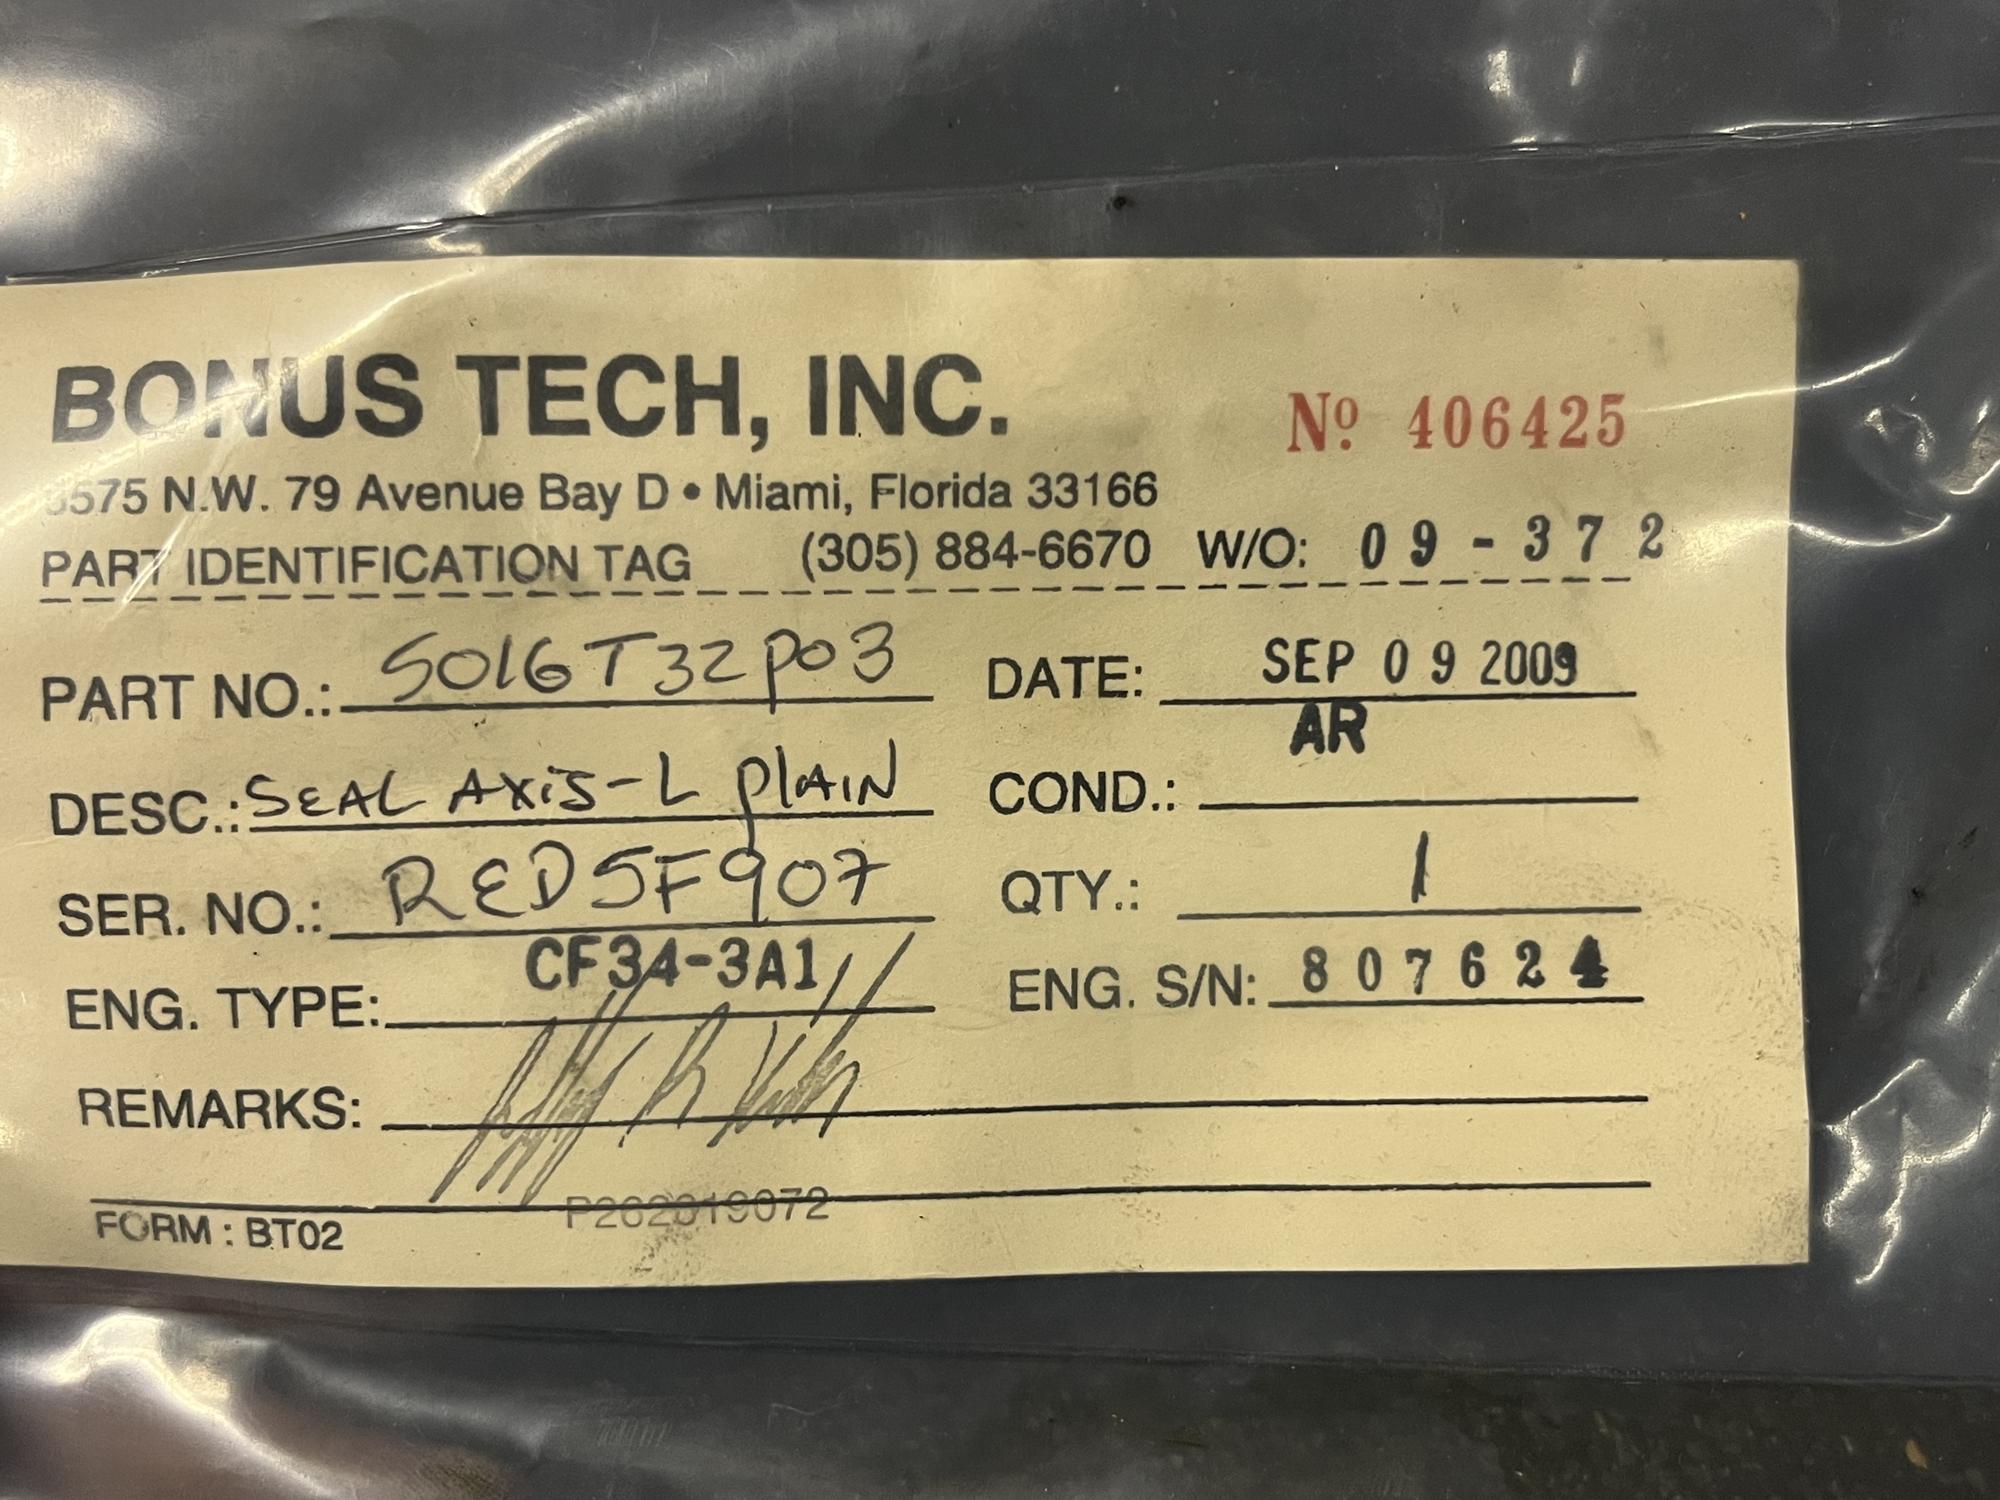 BONUS TECH, INC.
Nº 406425
575 N.W. 79 Avenue Bay D • Miami, Florida 33166
PART IDENTIFICATION TAG (305) 884-6670 W/O: 09-372
PART NO.: 5016T32P03 DATE: SEP 09 2009
DESC.: SEAL AXIS-L PLAIN COND.: AR
SER. NO.: RED5F907 QTY.: 1
ENG. TYPE: CF34-3A1 ENG. S/N: 807624
REMARKS:
P262019072
FORM : BT02